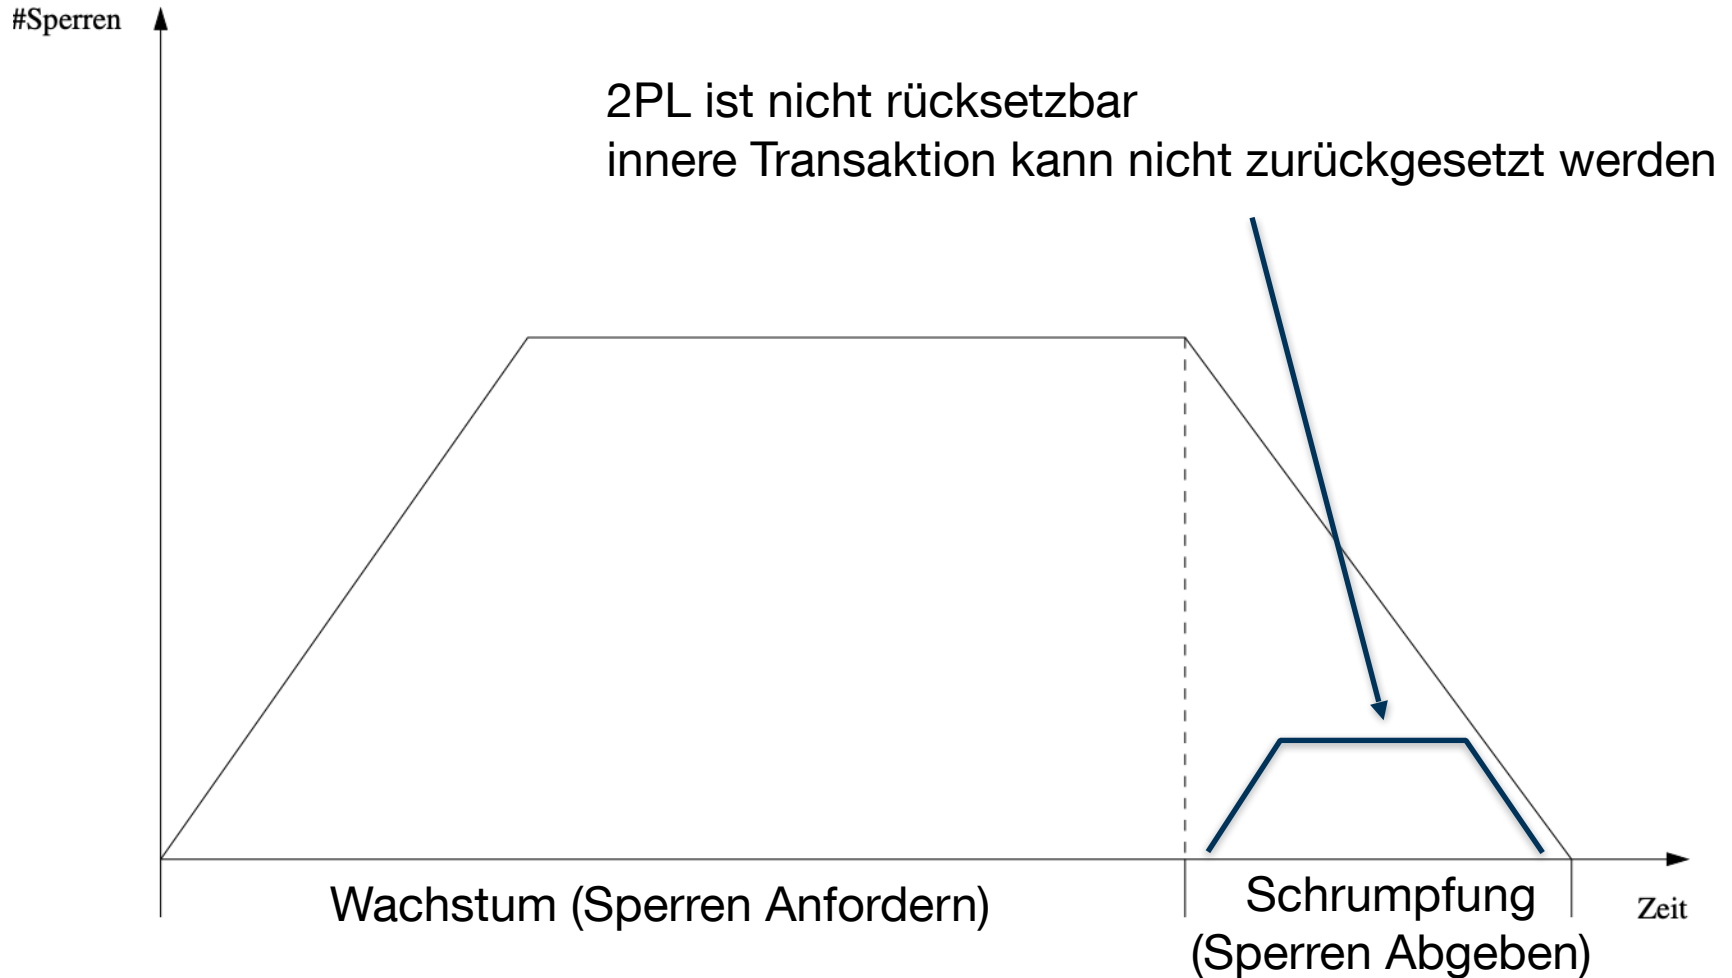 #Sperren
2PL ist nicht rücksetzbar
innere Transaktion kann nicht zurückgesetzt werden
Wachstum (Sperren Anfordern)
Schrumpfung
(Sperren Abgeben)
Zeit